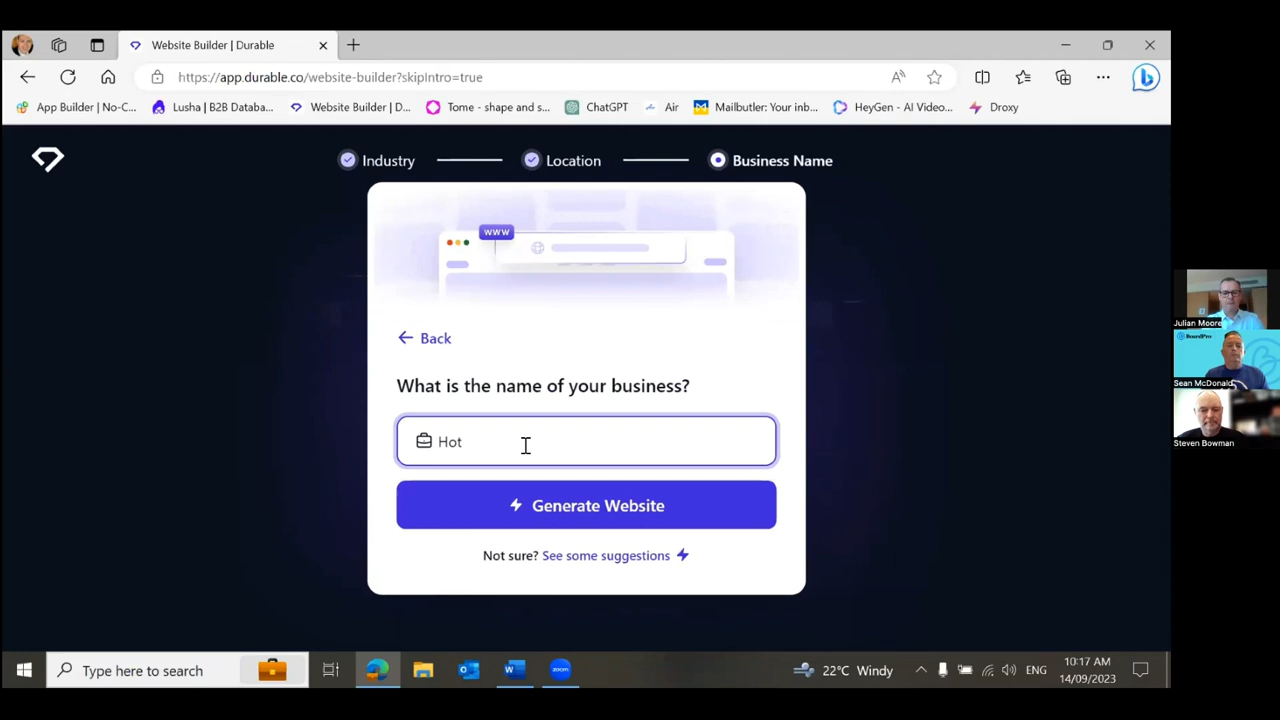 Website Builder | Durable
https://app.durable.co/website-builder?skipIntro=true
App Builder | No-C...
Lusha | B2B Databa...
Website Builder | D...
Tome - shape and s...
ChatGPT
Air
Mailbutler: Your inb...
HeyGen - AI Video...
Droxy
Industry
Location
Business Name
www
Back
What is the name of your business?
Hot
Generate Website
Not sure? See some suggestions
Julian Moore
BoardPro
Sean McDonald
Steven Bowman
Type here to search
22°C Windy
ENG
10:17 AM
14/09/2023